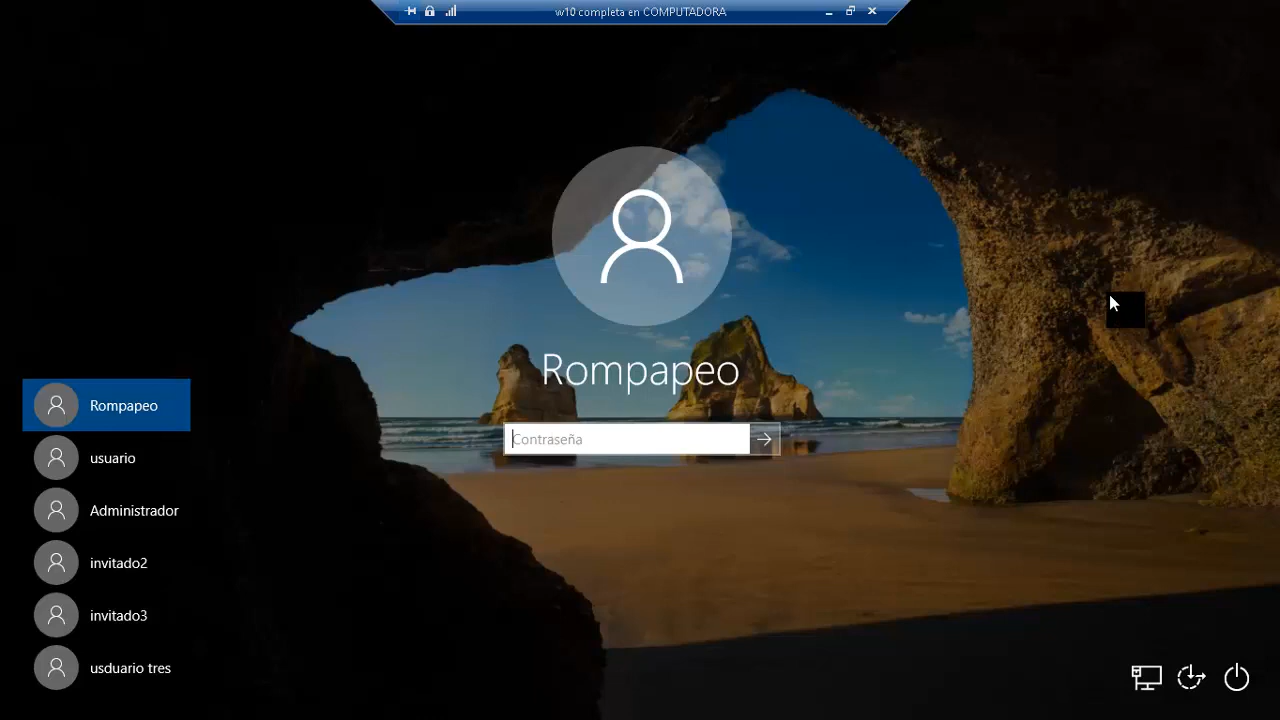 w10 completa en COMPUTADORA
Rompapeo
Contraseña
Rompapeo
usuario
Administrador
invitado2
invitado3
usduario tres